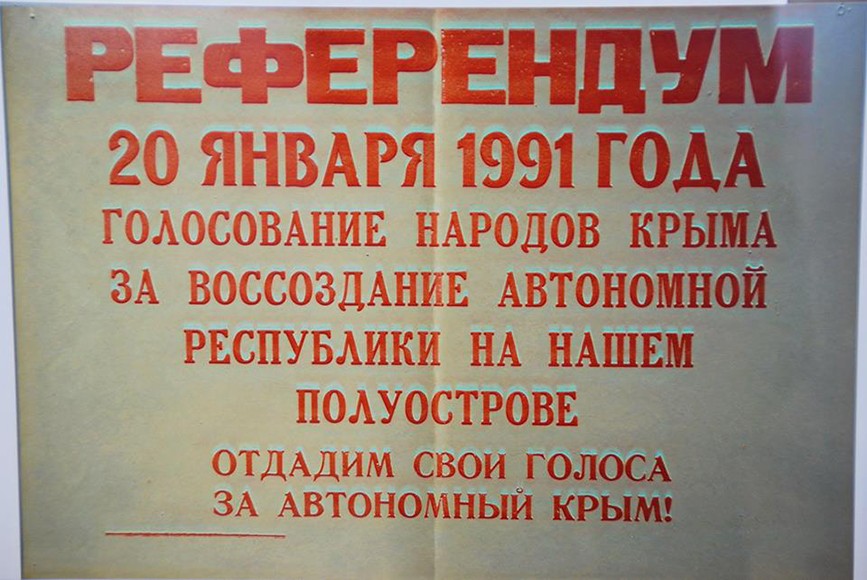 РЕФЕРЕНДУМ
20 ЯНВАРЯ 1991 ГОДА
ГОЛОСОВАНИЕ НАРОДОВ КРЫМА
ЗА ВОССОЗДАНИЕ АВТОНОМНОЙ
РЕСПУБЛИКИ НА НАШЕМ
ПОЛУОСТРОВЕ
ОТДАДИМ СВОИ ГОЛОСА
ЗА АВТОНОМНЫЙ КРЫМ!